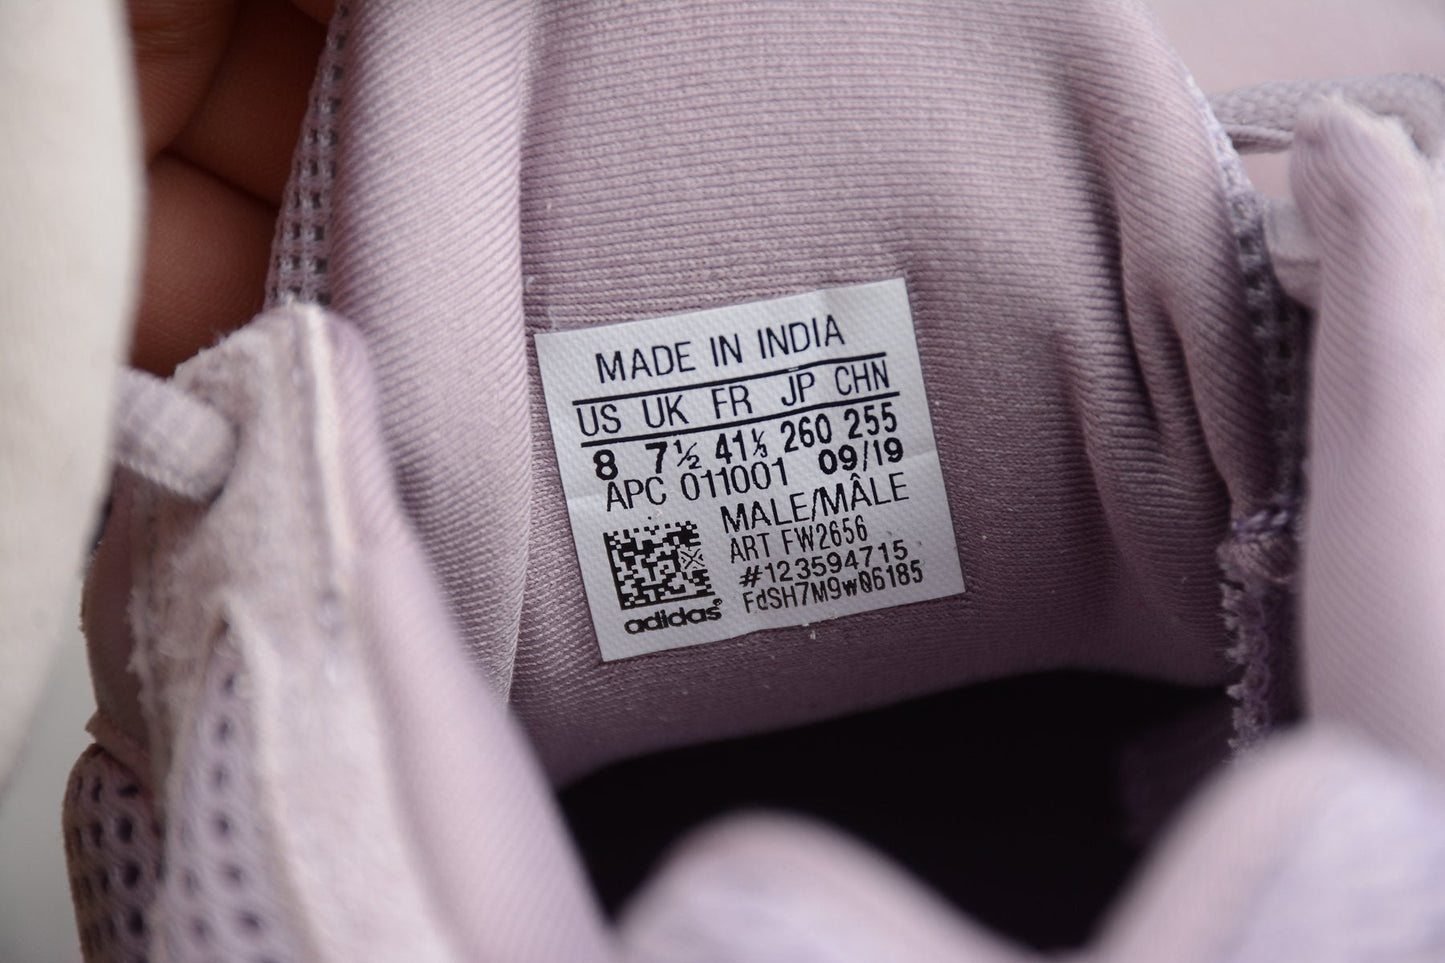 MADE IN INDIA
US UK FR JP CHN
8 7½ 41⅓ 260 255
APC 011001 09/19
MALE/MÂLE
ART FW2656
#123594715
FdSH7M9wQ6185
adidas